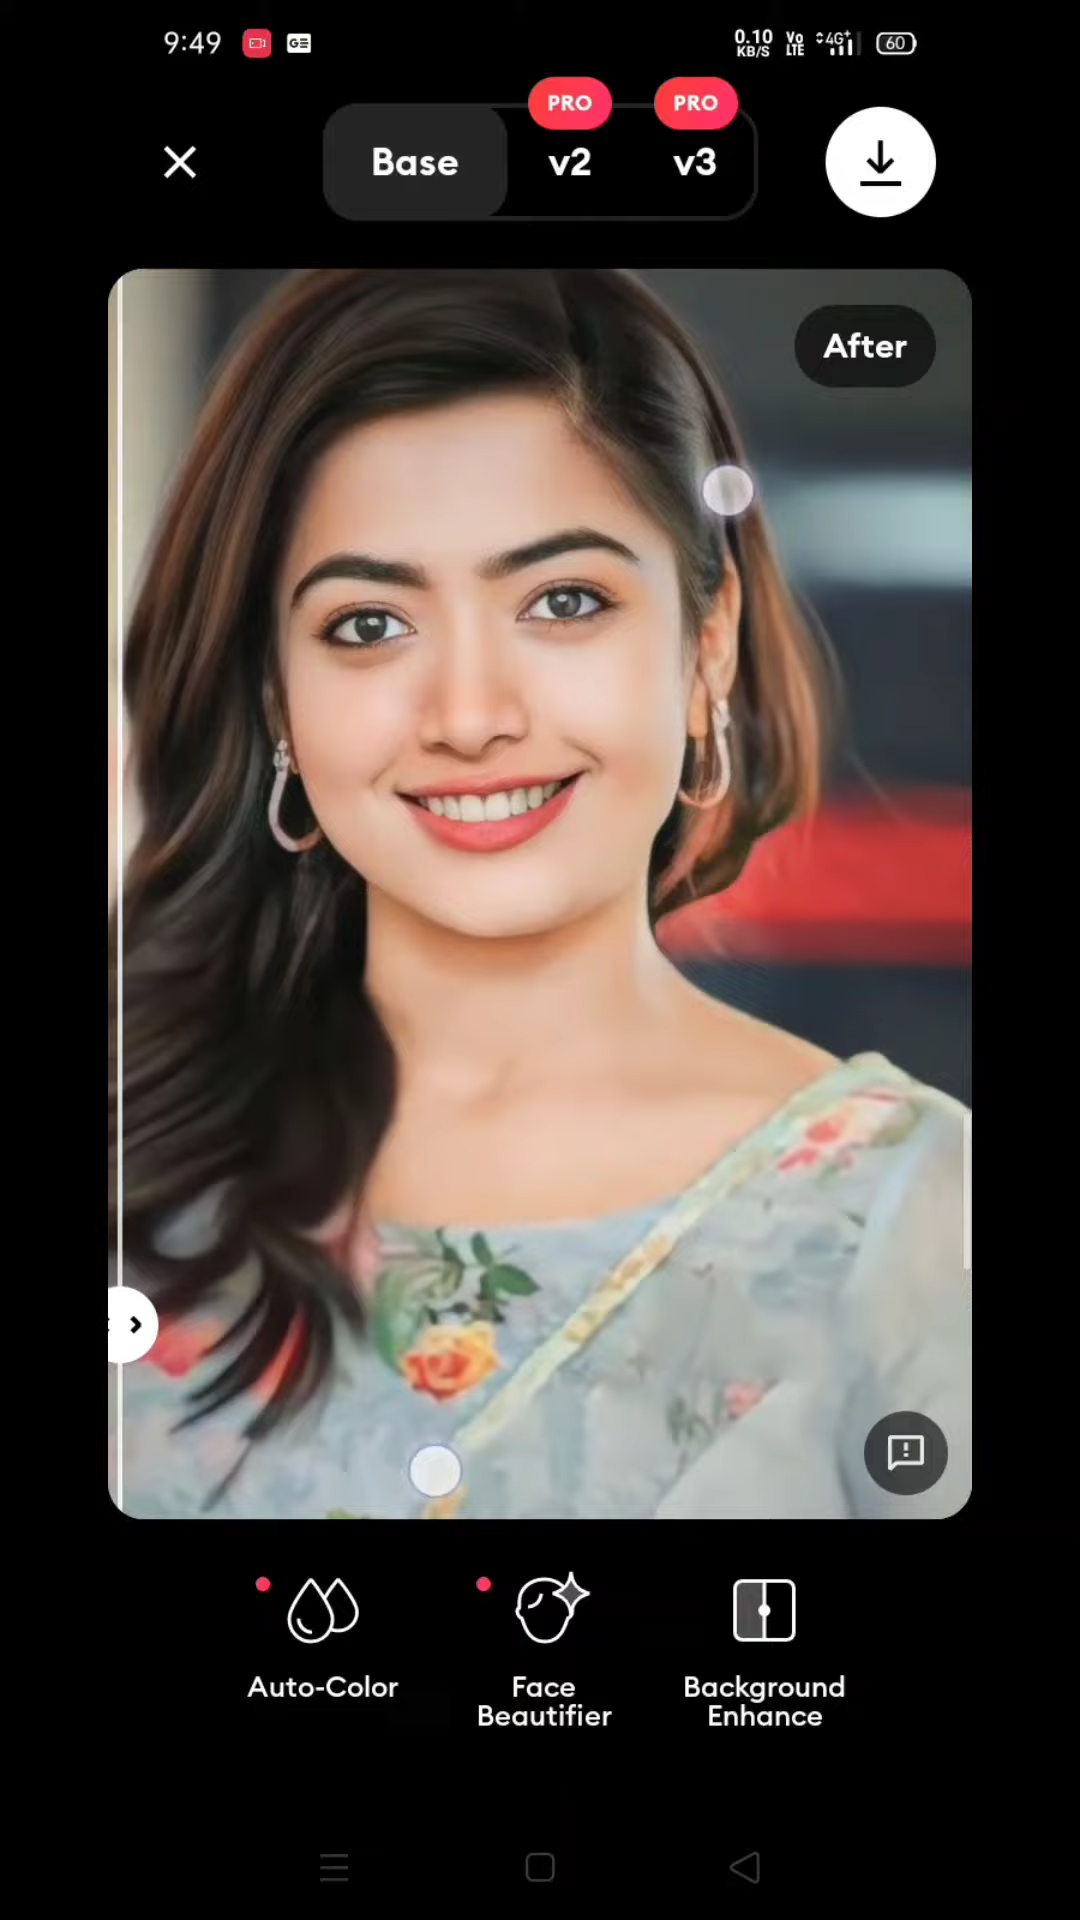 9:49
GE
0.10
KB/S
Vo
LTE
4G+
60
PRO
PRO
Base
v2
v3
After
Auto-Color
Face
Beautifier
Background
Enhance